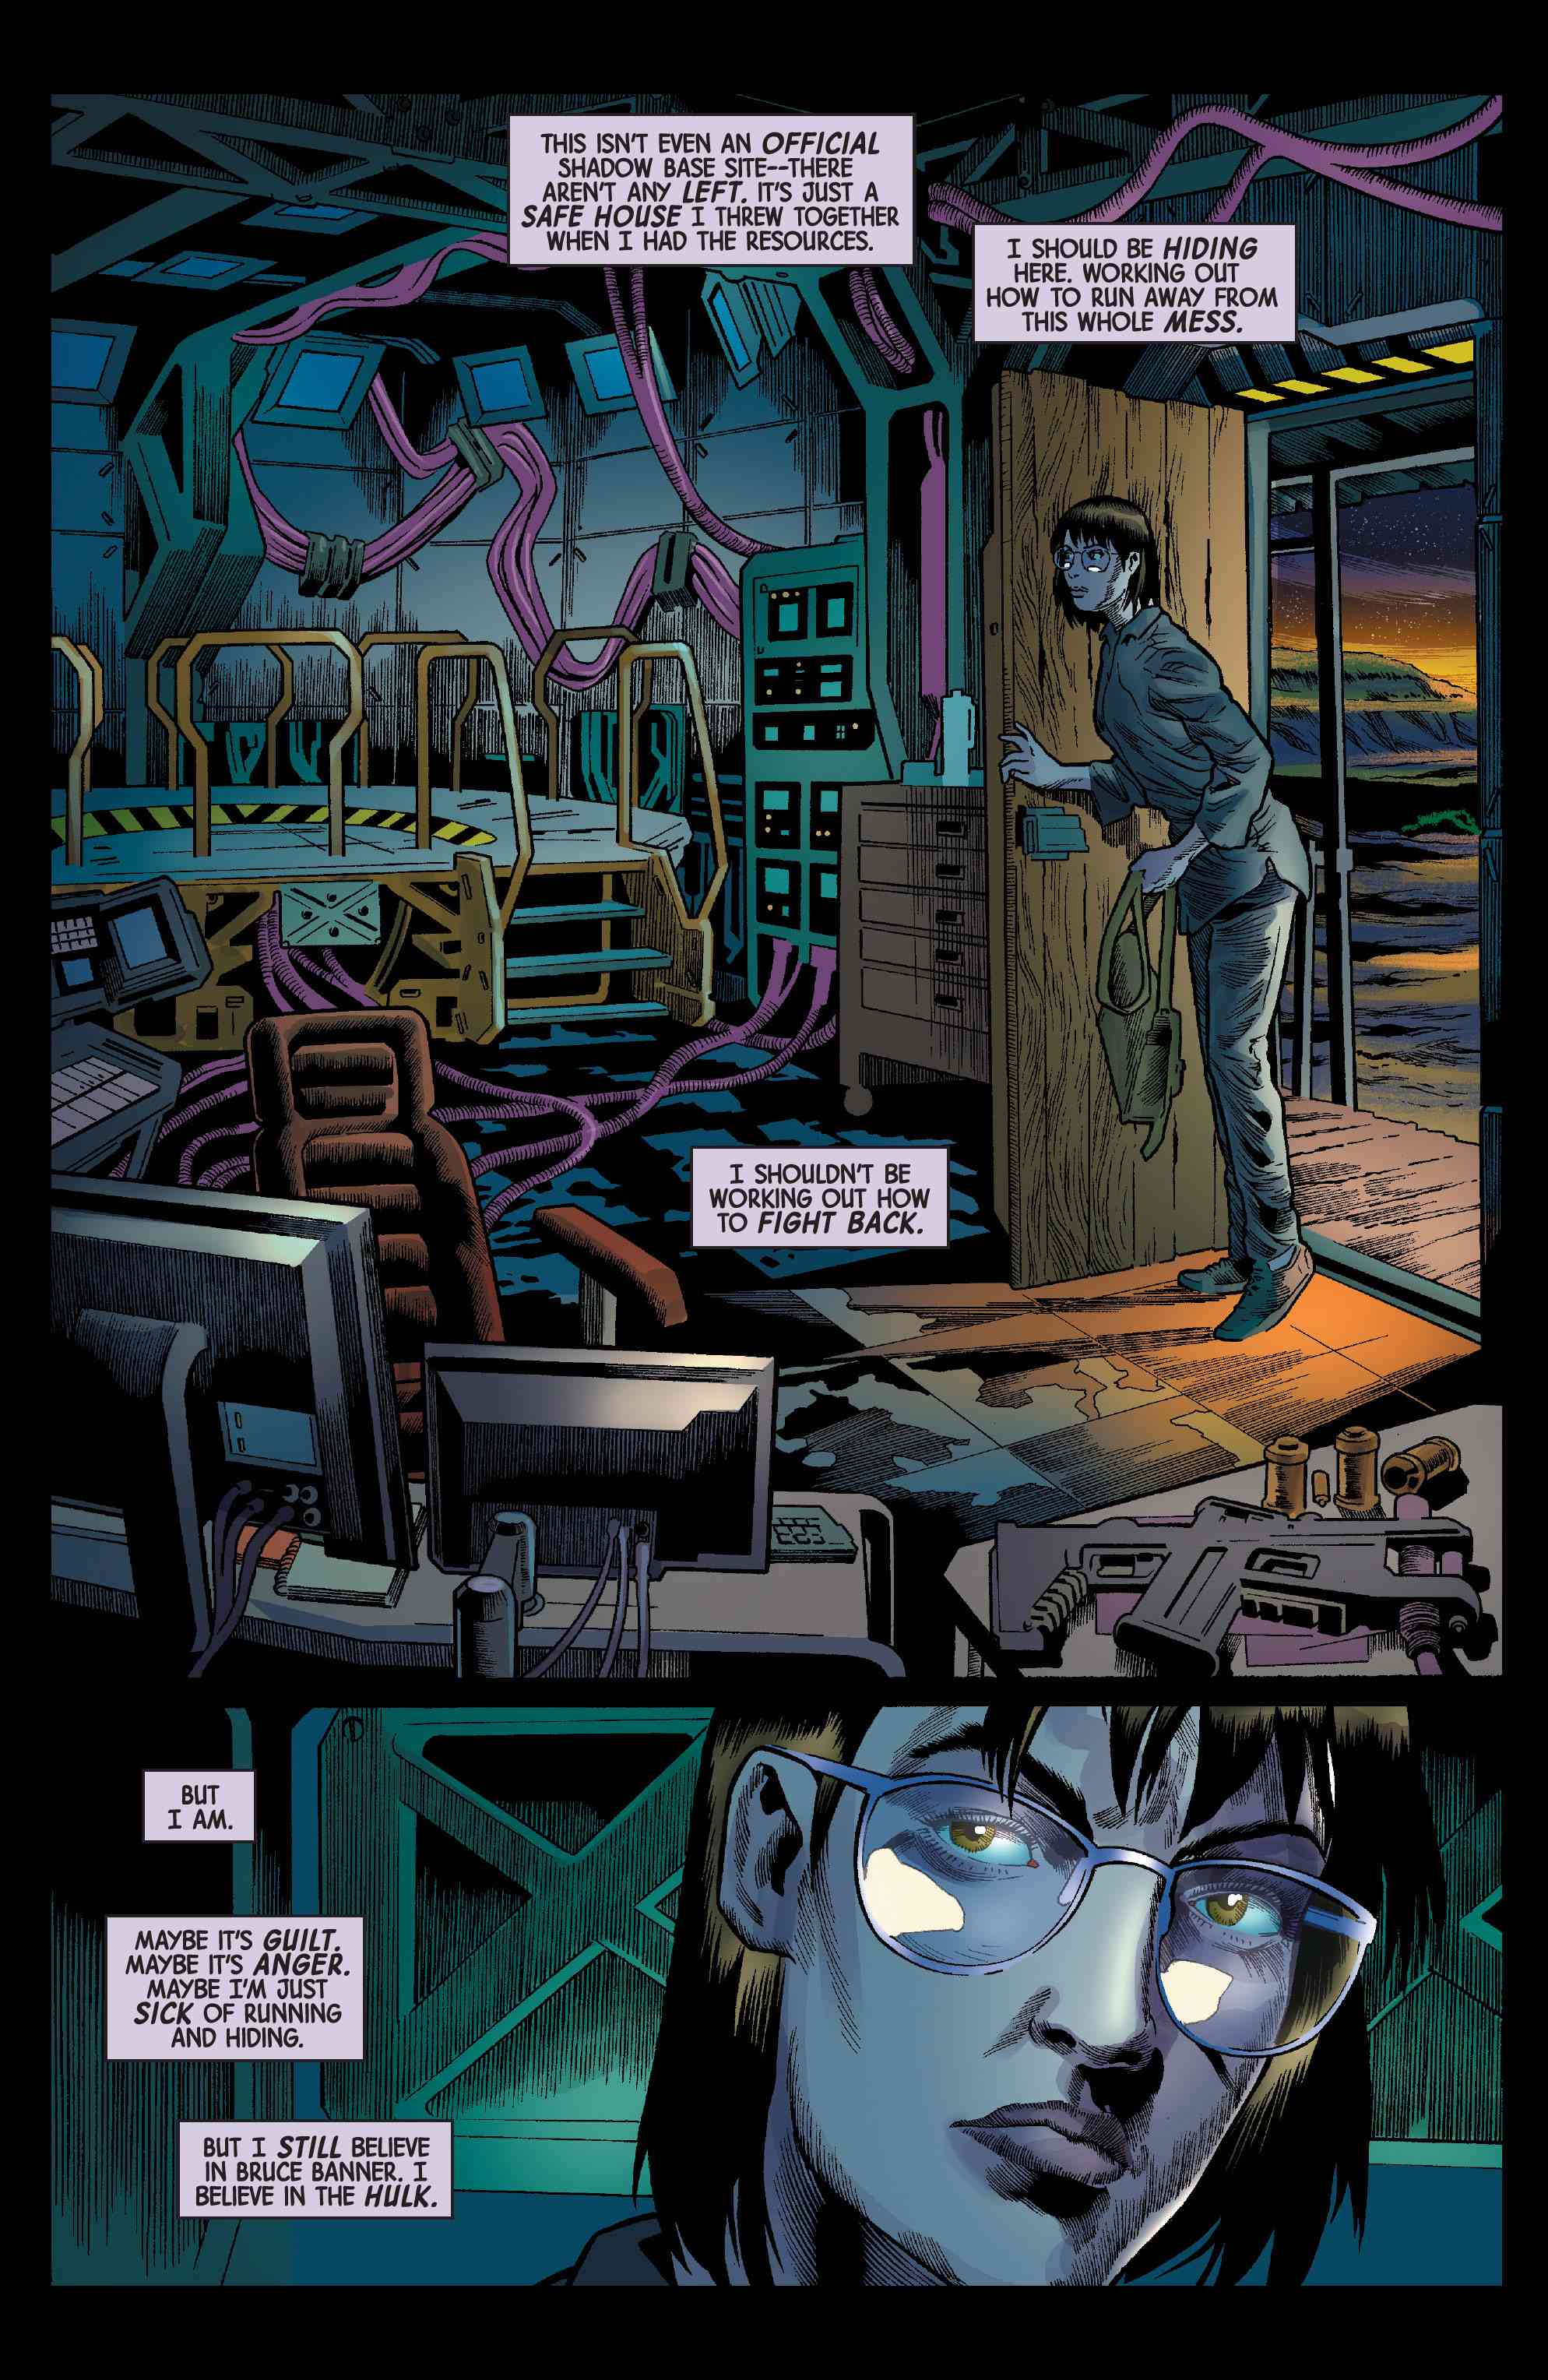 THIS ISN'T EVEN AN OFFICIAL
SHADOW BASE SITE--THERE
AREN'T ANY LEFT. IT'S JUST A
SAFE HOUSE I THREW TOGETHER
WHEN I HAD THE RESOURCES.
I SHOULD BE HIDING
HERE. WORKING OUT
HOW TO RUN AWAY FROM
THIS WHOLE MESS.
I SHOULDN'T BE
WORKING OUT HOW
TO FIGHT BACK.
BUT
I AM.
MAYBE IT'S GUILT.
MAYBE IT'S ANGER.
MAYBE I'M JUST
SICK OF RUNNING
AND HIDING.
BUT I STILL BELIEVE
IN BRUCE BANNER. I
BELIEVE IN THE HULK.